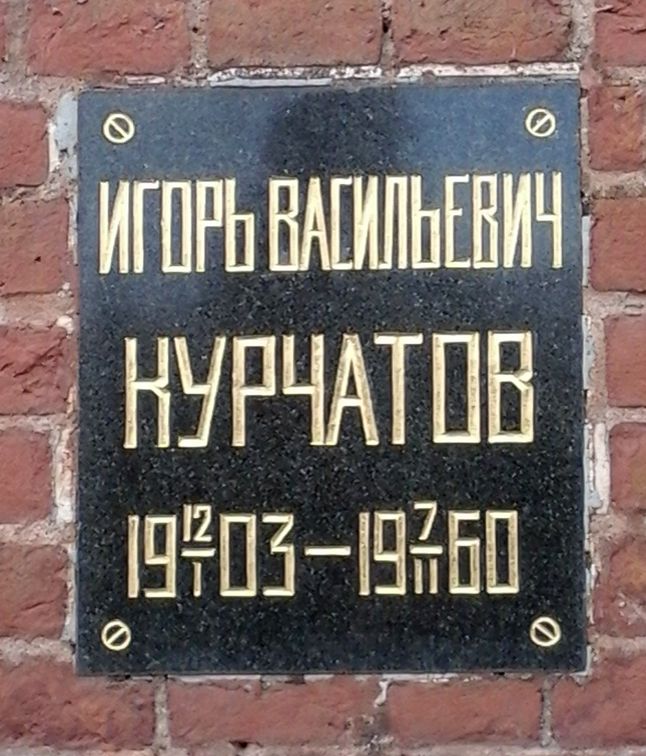 ИГОРЬ ВАСИЛЬЕВИЧ
КУРЧАТОВ
19 12/I 03 — 19 7/II 60